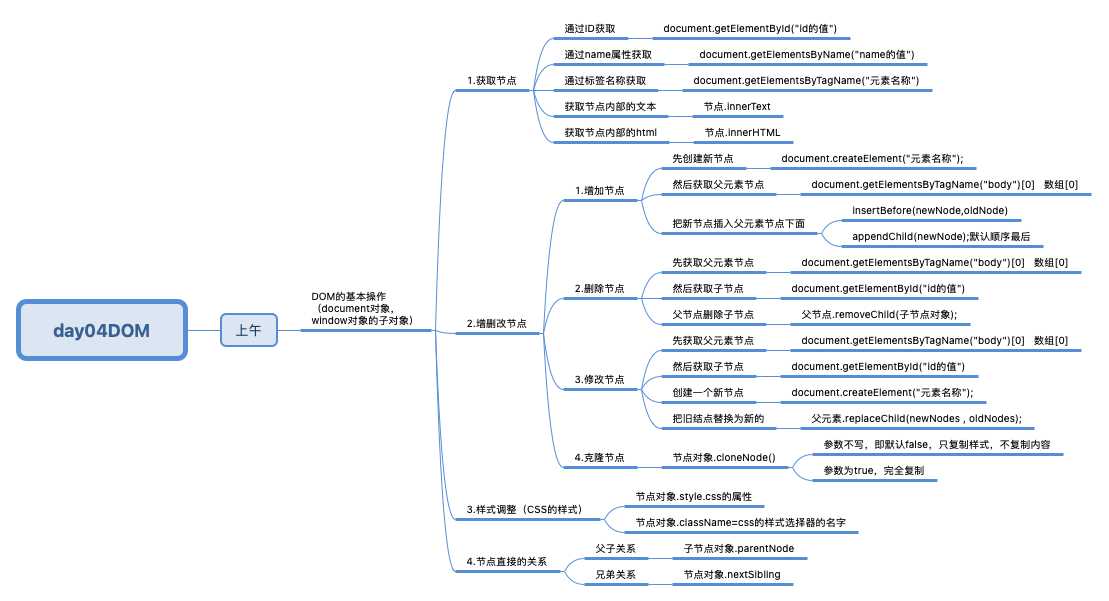 day04DOM
上午
DOM的基本操作
（document对象，
window对象的子对象）
1.获取节点
通过ID获取
document.getElementById("id的值")
通过name属性获取
document.getElementsByName("name的值")
通过标签名称获取
document.getElementsByTagName("元素名称")
获取节点内部的文本
节点.innerText
获取节点内部的html
节点.innerHTML
2.增删改节点
1.增加节点
先创建新节点
document.createElement("元素名称");
然后获取父元素节点
document.getElementsByTagName("body")[0] 数组[0]
把新节点插入父元素节点下面
insertBefore(newNode,oldNode)
appendChild(newNode);默认顺序最后
2.删除节点
先获取父元素节点
document.getElementsByTagName("body")[0] 数组[0]
然后获取子节点
document.getElementById("id的值")
父节点删除子节点
父节点.removeChild(子节点对象);
3.修改节点
先获取父元素节点
document.getElementsByTagName("body")[0] 数组[0]
然后获取子节点
document.getElementById("id的值")
创建一个新节点
document.createElement("元素名称");
把旧结点替换为新的
父元素.replaceChild(newNodes , oldNodes);
4.克隆节点
节点对象.cloneNode()
参数不写，即默认false，只复制样式，不复制内容
参数为true，完全复制
3.样式调整（CSS的样式）
节点对象.style.css的属性
节点对象.className=css的样式选择器的名字
4.节点直接的关系
父子关系
子节点对象.parentNode
兄弟关系
节点对象.nextSibling